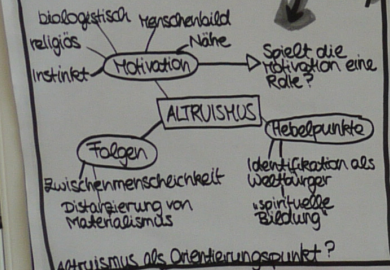 biologistisch
Menschenbild
religiös
Nähe
Instinkt
Motivation
Spielt die
Motivation eine
Rolle?
ALTRUISMUS
Folgen
Hebelpunkte
Zwischenmenscheichkeit
Distanzierung von
Materialismus
Identifikation als
Weltbürger
"spirituelle
Bildung"
Altruismus als Orientierungspunkt?